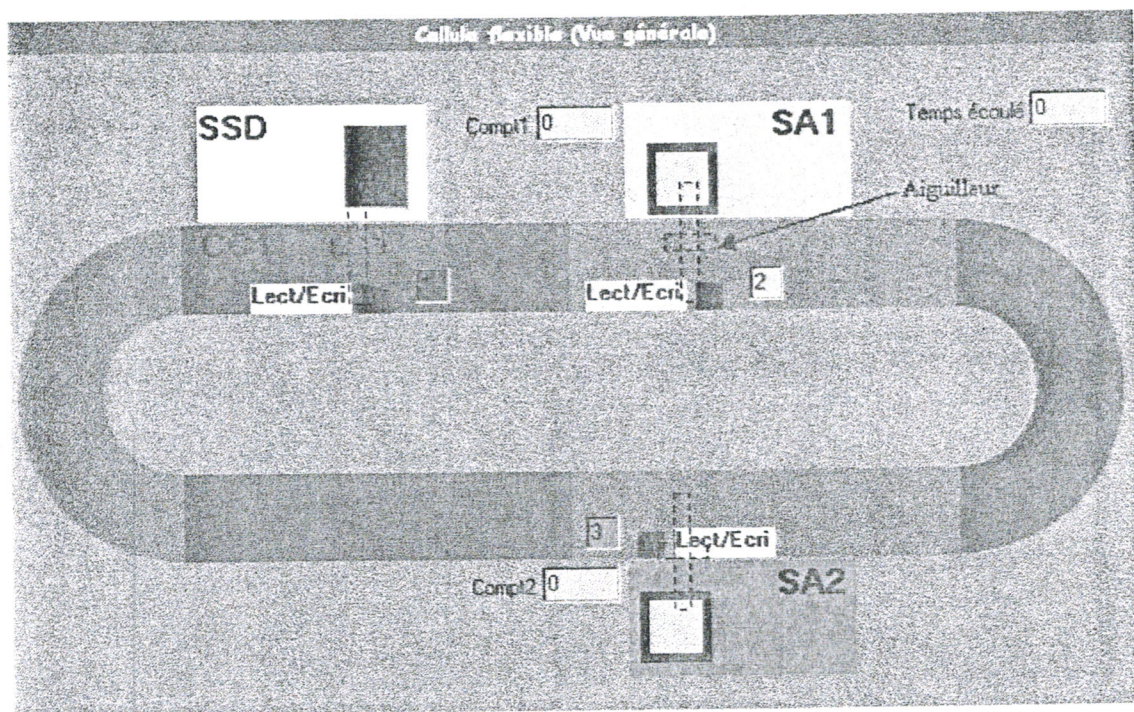 Cellule flexible (Vue générale)
SSD
Compt1 0
SA1
Temps écoulé 0
Aiguilleur
Lect/Ecri
Lect/Ecri
2
3
Lect/Ecri
Compt2 0
SA2